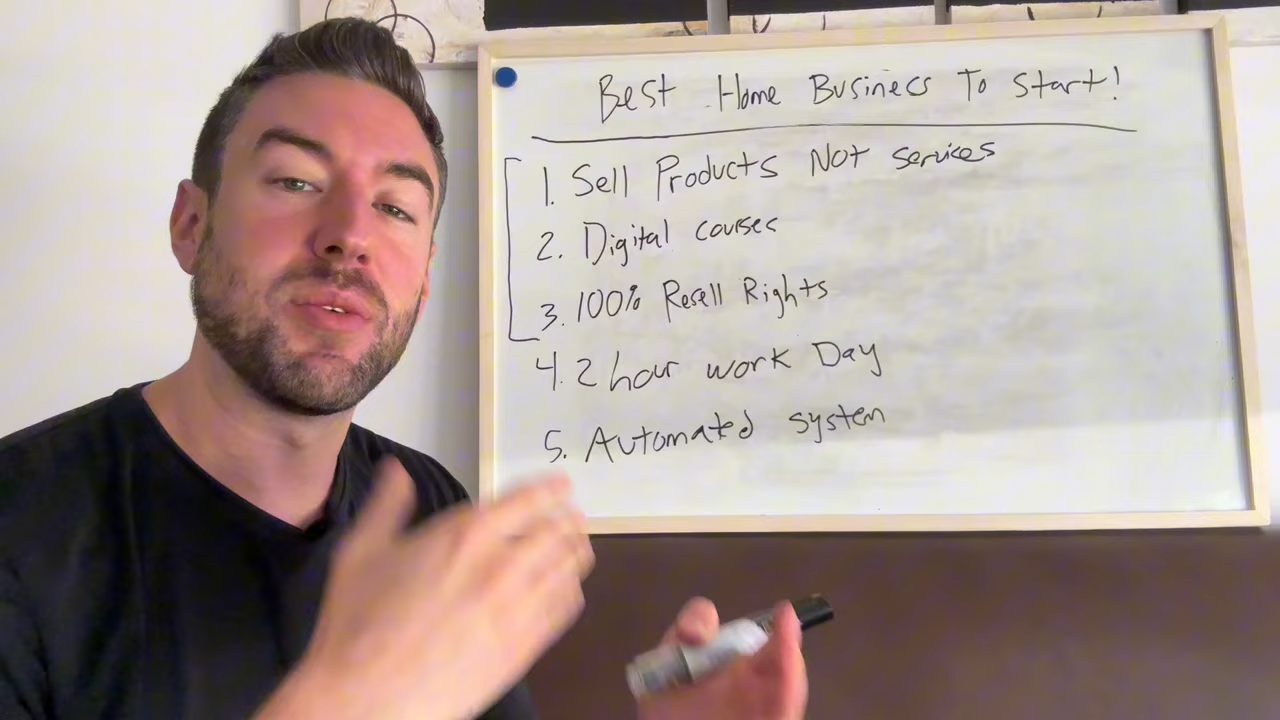 Best Home Business To Start!
1. Sell Products Not services
2. Digital courses
3. 100% Resell Rights
4. 2 hour work Day
5. Automated system